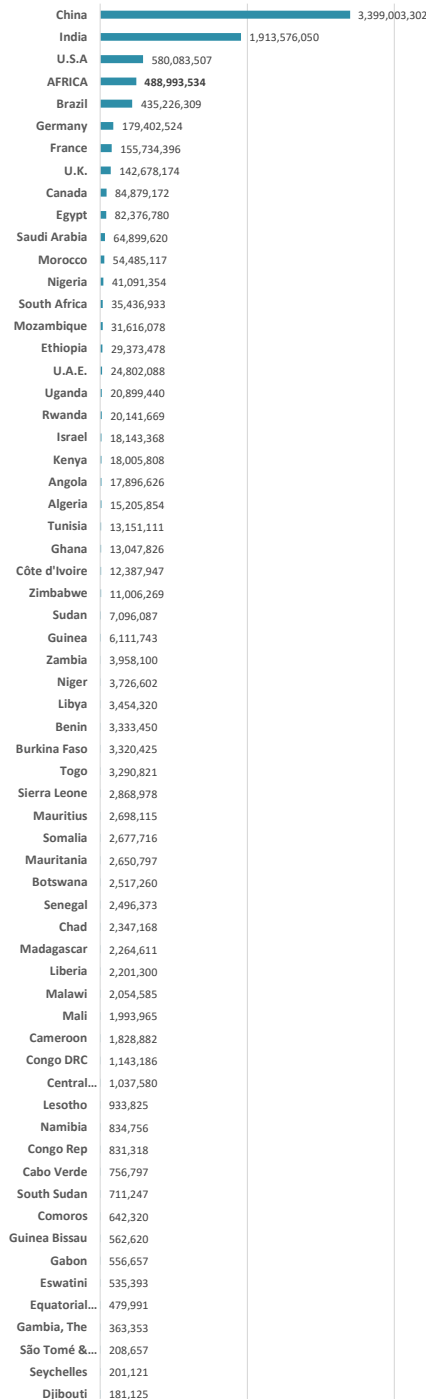 China 3,399,003,302
India 1,913,576,050
U.S.A 580,083,507
AFRICA 488,993,534
Brazil 435,226,309
Germany 179,402,524
France 155,734,396
U.K. 142,678,174
Canada 84,879,172
Egypt 82,376,780
Saudi Arabia 64,899,620
Morocco 54,485,117
Nigeria 41,091,354
South Africa 35,436,933
Mozambique 31,616,078
Ethiopia 29,373,478
U.A.E. 24,802,088
Uganda 20,899,440
Rwanda 20,141,669
Israel 18,143,368
Kenya 18,005,808
Angola 17,896,626
Algeria 15,205,854
Tunisia 13,151,111
Ghana 13,047,826
Côte d'Ivoire 12,387,947
Zimbabwe 11,006,269
Sudan 7,096,087
Guinea 6,111,743
Zambia 3,958,100
Niger 3,726,602
Libya 3,454,320
Benin 3,333,450
Burkina Faso 3,320,425
Togo 3,290,821
Sierra Leone 2,868,978
Mauritius 2,698,115
Somalia 2,677,716
Mauritania 2,650,797
Botswana 2,517,260
Senegal 2,496,373
Chad 2,347,168
Madagascar 2,264,611
Liberia 2,201,300
Malawi 2,054,585
Mali 1,993,965
Cameroon 1,828,882
Congo DRC 1,143,186
Central... 1,037,580
Lesotho 933,825
Namibia 834,756
Congo Rep 831,318
Cabo Verde 756,797
South Sudan 711,247
Comoros 642,320
Guinea Bissau 562,620
Gabon 556,657
Eswatini 535,393
Equatorial... 479,991
Gambia, The 363,353
São Tomé &... 208,657
Seychelles 201,121
Djibouti 181,125